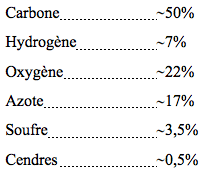 Carbone ~50%
Hydrogène ~7%
Oxygène ~22%
Azote ~17%
Soufre ~3,5%
Cendres ~0,5%